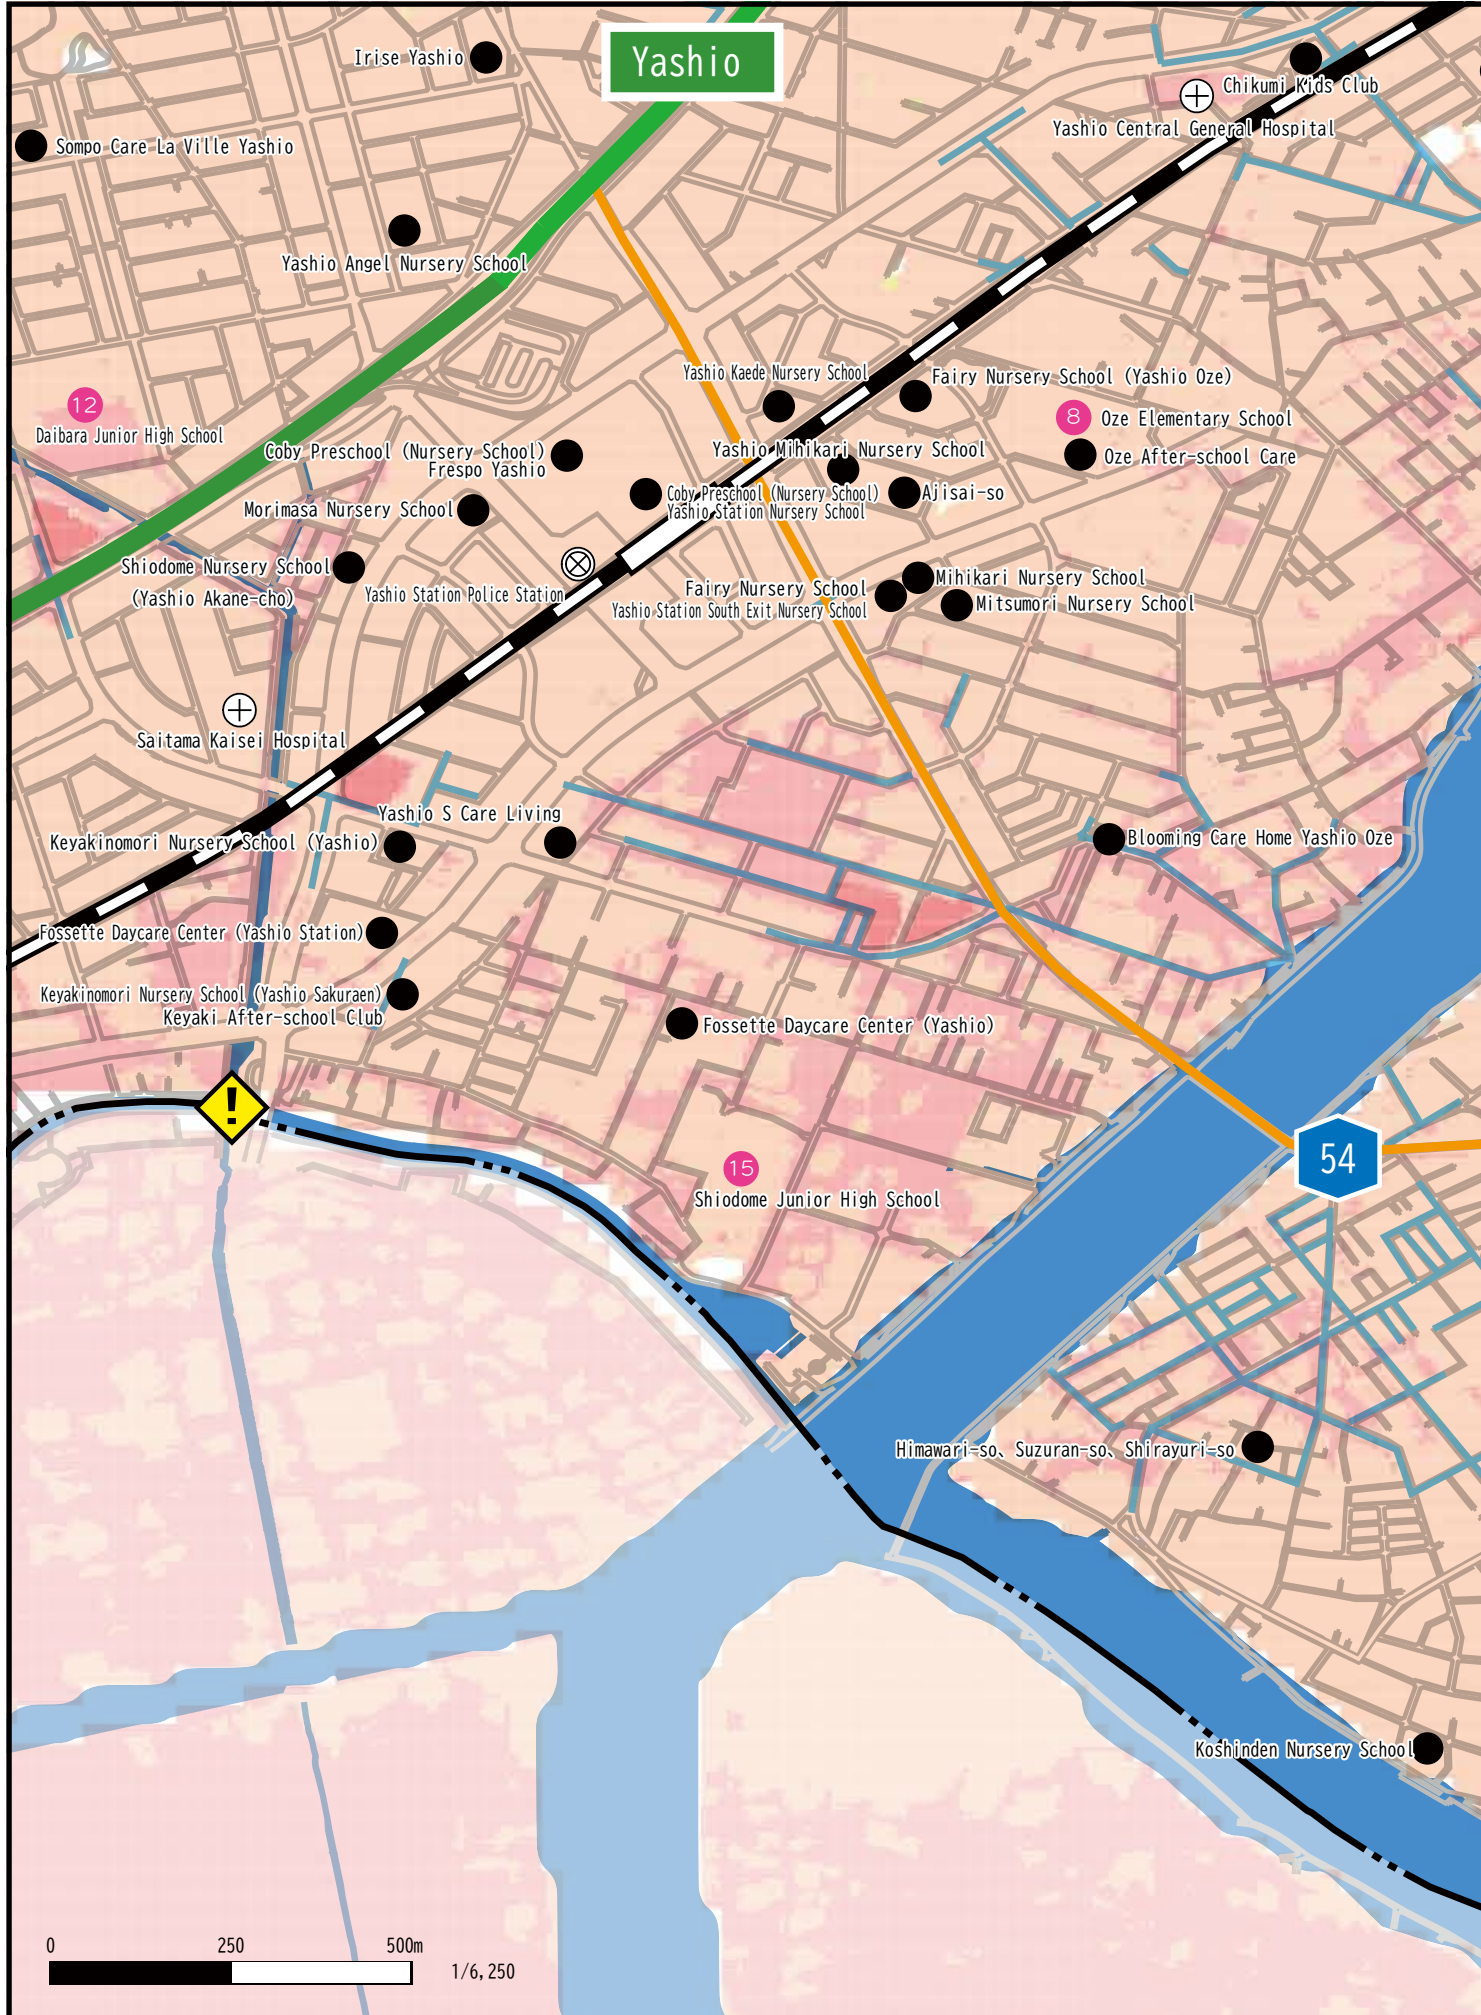 Irise Yashio
Yashio
Chikumi Kids Club
Yashio Central General Hospital
Sompo Care La Ville Yashio
Yashio Angel Nursery School
Yashio Kaede Nursery School
Fairy Nursery School (Yashio Oze)
12
Daibara Junior High School
8
Oze Elementary School
Coby Preschool (Nursery School)
Frespo Yashio
Yashio Mihikari Nursery School
Oze After-school Care
Morimasa Nursery School
Coby Preschool (Nursery School)
Yashio Station Nursery School
Ajisai-so
Shiodome Nursery School
(Yashio Akane-cho)
Yashio Station Police Station
Fairy Nursery School
Yashio Station South Exit Nursery School
Mihikari Nursery School
Mitsumori Nursery School
Saitama Kaisei Hospital
Yashio S Care Living
Keyakinomori Nursery School (Yashio)
Blooming Care Home Yashio Oze
Fossette Daycare Center (Yashio Station)
Keyakinomori Nursery School (Yashio Sakuraen)
Keyaki After-school Club
Fossette Daycare Center (Yashio)
!
54
15
Shiodome Junior High School
Himawari-so、Suzuran-so、Shirayuri-so
Koshinden Nursery School
0 250 500m
1/6,250